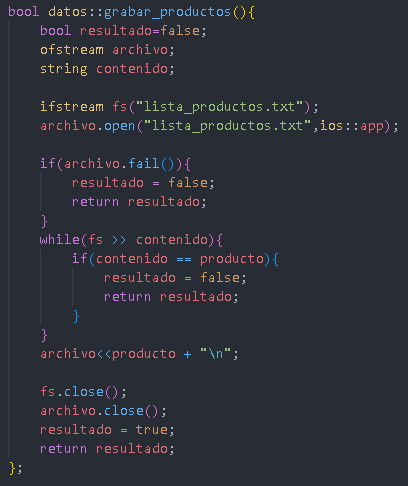 bool datos::grabar_productos(){
    bool resultado=false;
    ofstream archivo;
    string contenido;

    ifstream fs("lista_productos.txt");
    archivo.open("lista_productos.txt",ios::app);

    if(archivo.fail()){
        resultado = false;
        return resultado;
    }
    while(fs >> contenido){
        if(contenido == producto){
            resultado = false;
            return resultado;
        }
    }
    archivo<<producto + "\n";

    fs.close();
    archivo.close();
    resultado = true;
    return resultado;
};